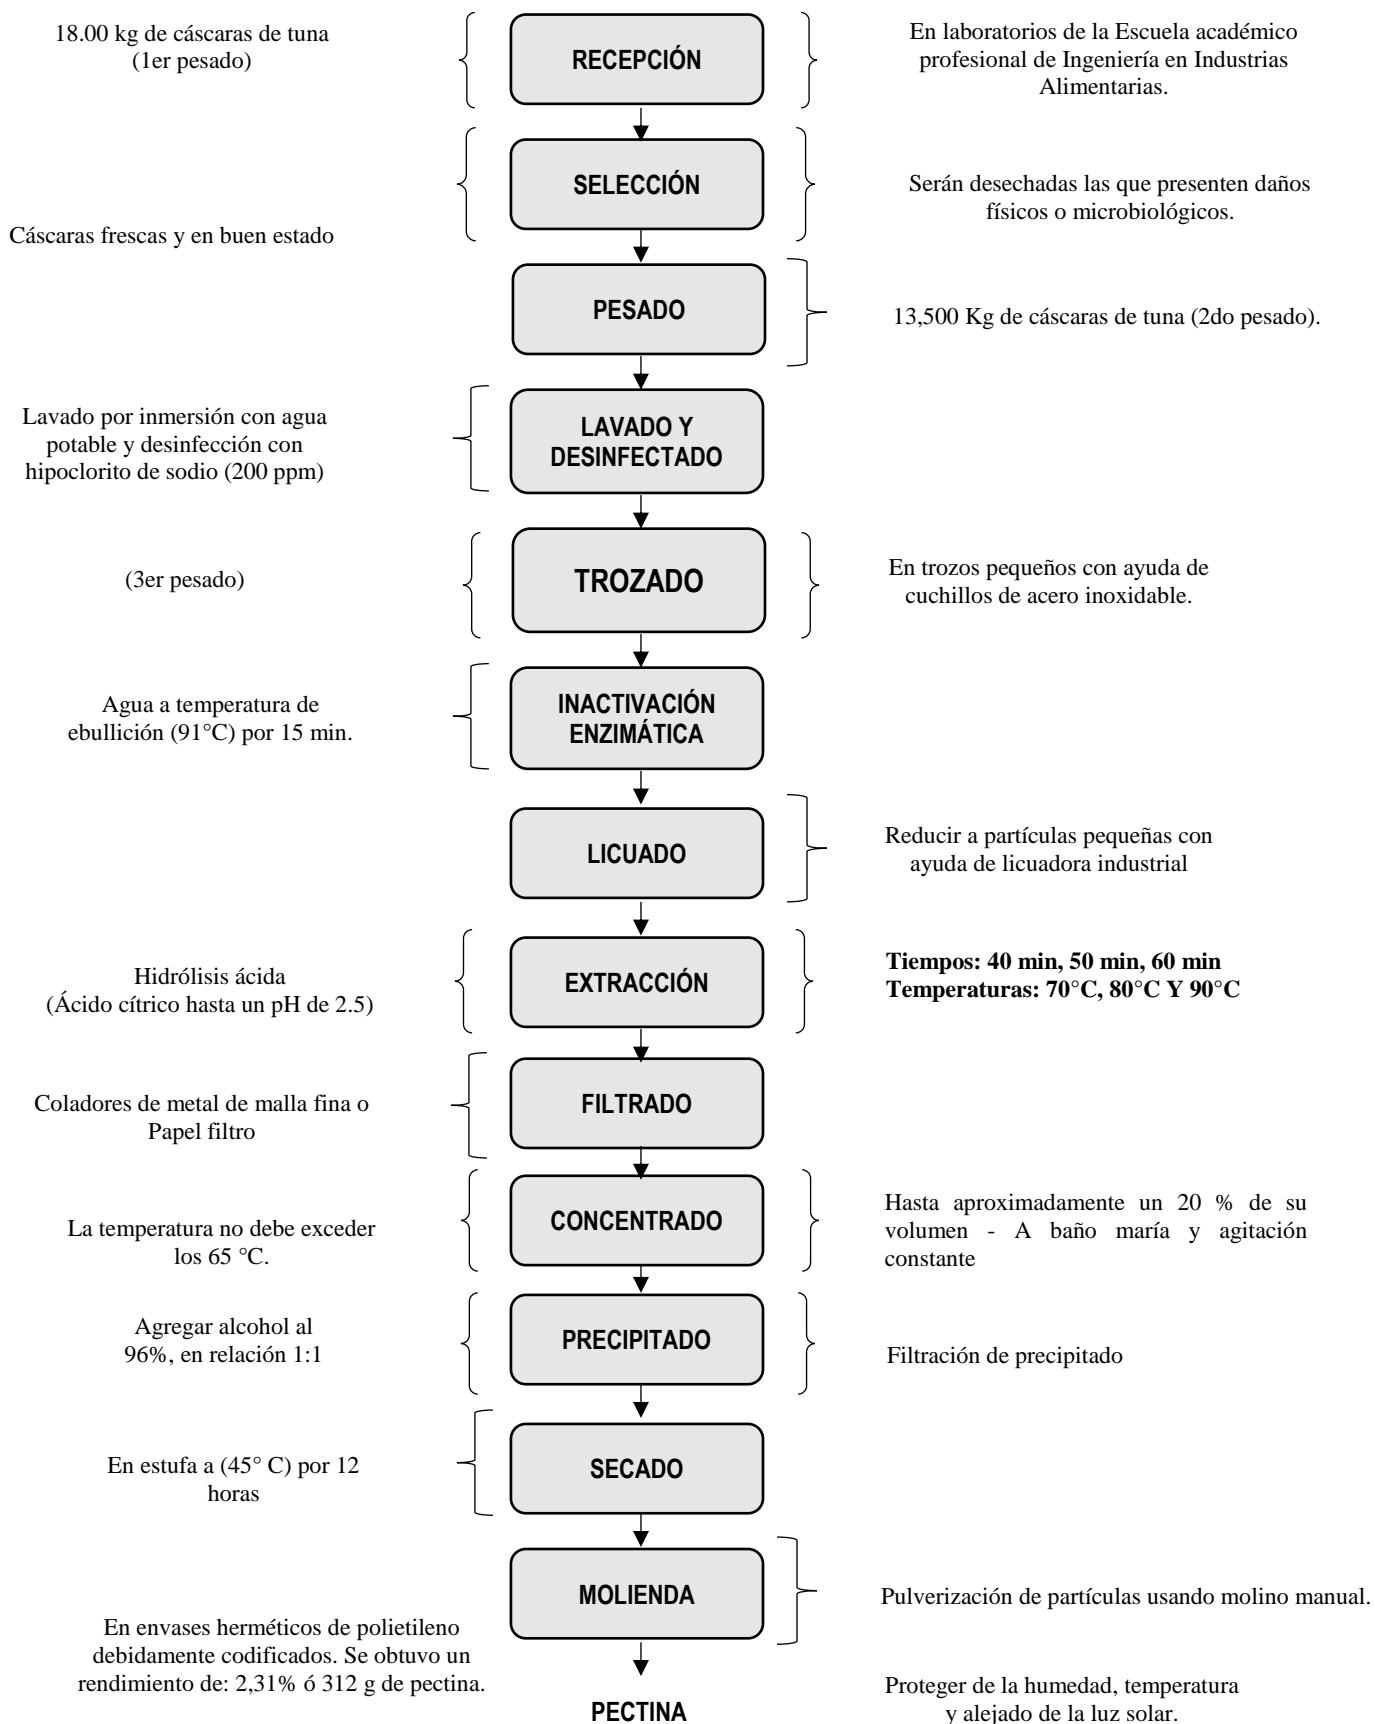 18.00 kg de cáscaras de tuna
(1er pesado)
RECEPCIÓN
En laboratorios de la Escuela académico
profesional de Ingeniería en Industrias
Alimentarias.
SELECCIÓN
Serán desechadas las que presenten daños
físicos o microbiológicos.
Cáscaras frescas y en buen estado
PESADO
13,500 Kg de cáscaras de tuna (2do pesado).
Lavado por inmersión con agua
potable y desinfección con
hipoclorito de sodio (200 ppm)
LAVADO Y
DESINFECTADO
(3er pesado)
TROZADO
En trozos pequeños con ayuda de
cuchillos de acero inoxidable.
Agua a temperatura de
ebullición (91°C) por 15 min.
INACTIVACIÓN
ENZIMÁTICA
LICUADO
Reducir a partículas pequeñas con
ayuda de licuadora industrial
Hidrólisis ácida
(Ácido cítrico hasta un pH de 2.5)
EXTRACCIÓN
Tiempos: 40 min, 50 min, 60 min
Temperaturas: 70°C, 80°C Y 90°C
Coladores de metal de malla fina o
Papel filtro
FILTRADO
La temperatura no debe exceder
los 65 °C.
CONCENTRADO
Hasta aproximadamente un 20 % de su
volumen - A baño maría y agitación
constante
Agregar alcohol al
96%, en relación 1:1
PRECIPITADO
Filtración de precipitado
En estufa a (45° C) por 12
horas
SECADO
MOLIENDA
Pulverización de partículas usando molino manual.
En envases herméticos de polietileno
debidamente codificados. Se obtuvo un
rendimiento de: 2,31% ó 312 g de pectina.
PECTINA
Proteger de la humedad, temperatura
y alejado de la luz solar.